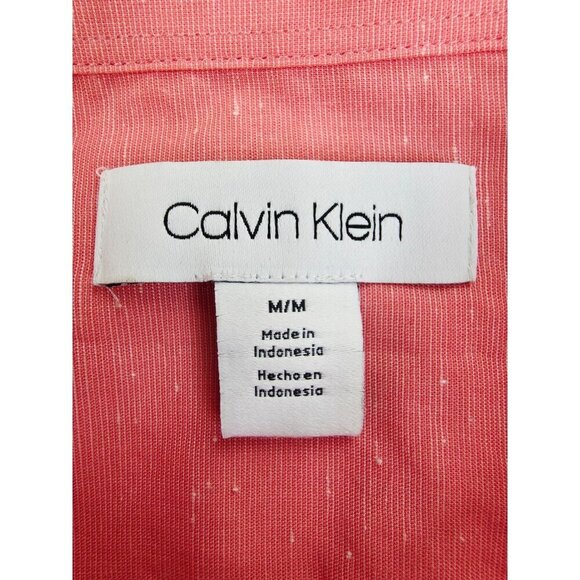 Calvin Klein
M/M
Made in
Indonesia
Hecho en
Indonesia